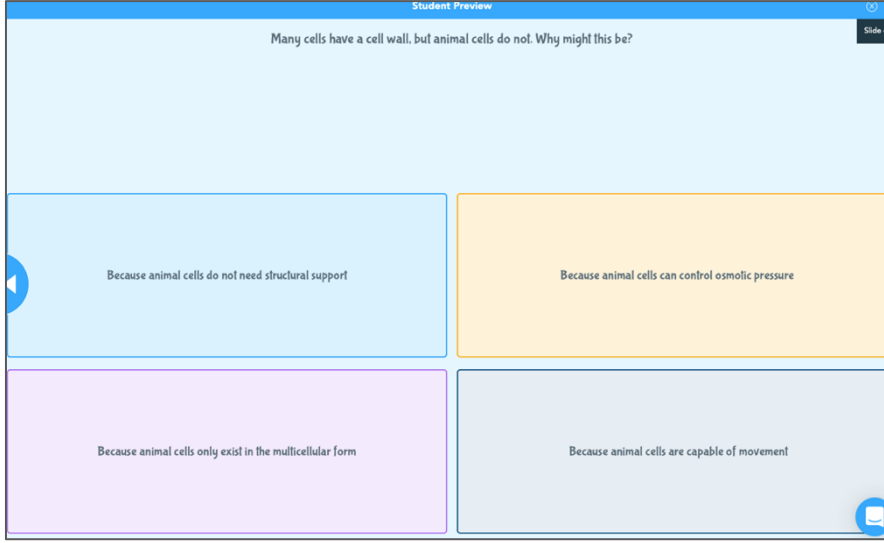 Student Preview
Slide
Many cells have a cell wall, but animal cells do not. Why might this be?
Because animal cells do not need structural support
Because animal cells can control osmotic pressure
Because animal cells only exist in the multicellular form
Because animal cells are capable of movement